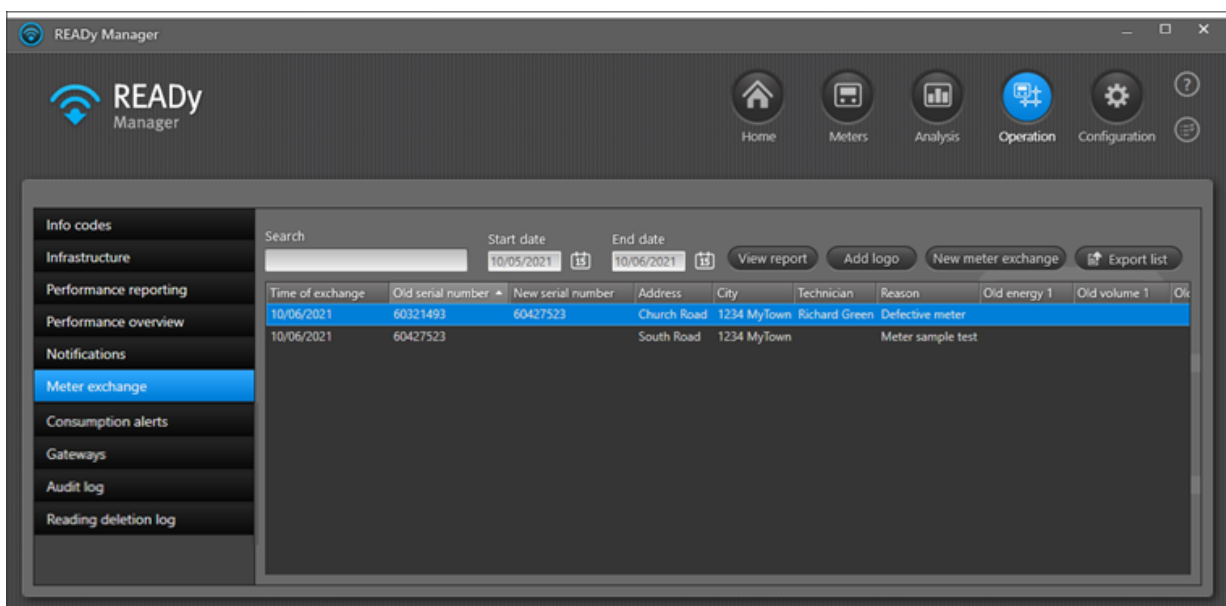 READy Manager
READy
Manager
Home Meters Analysis Operation Configuration
Info codes
Infrastructure
Performance reporting
Performance overview
Notifications
Meter exchange
Consumption alerts
Gateways
Audit log
Reading deletion log
Search Start date End date
10/05/2021 15 10/06/2021 15 View report Add logo New meter exchange Export list
Time of exchange Old serial number New serial number Address City Technician Reason Old energy 1 Old volume 1 Old
10/06/2021 60321493 60427523 Church Road 1234 MyTown Richard Green Defective meter
10/06/2021 60427523 South Road 1234 MyTown Meter sample test